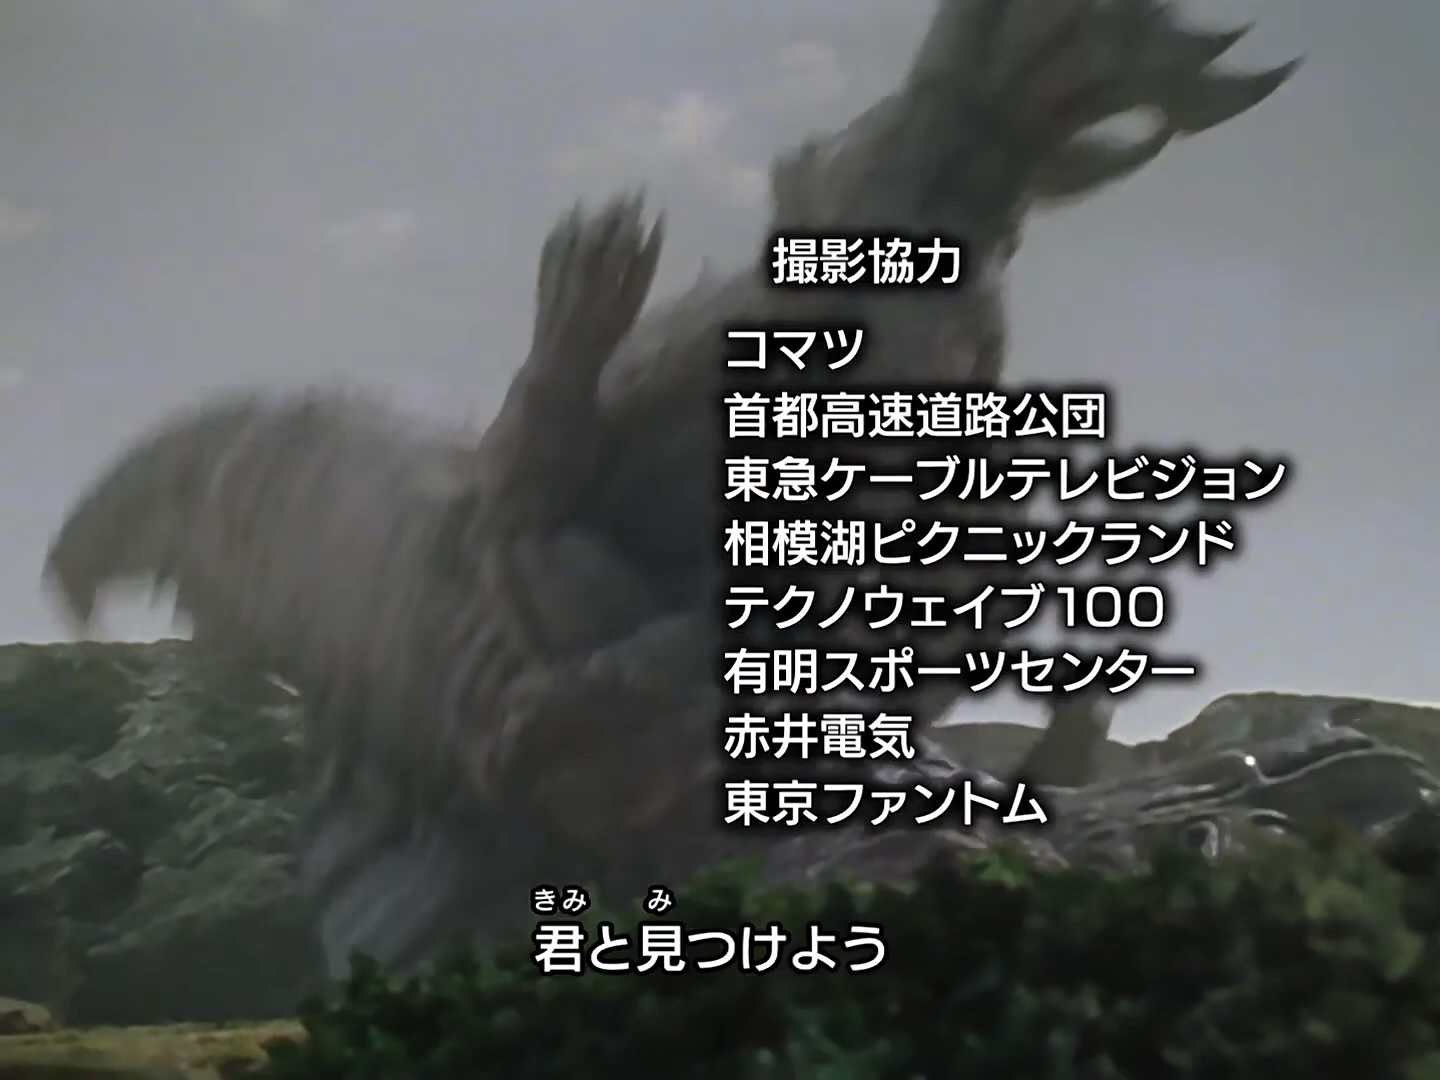 撮影協力
コマツ
首都高速道路公団
東急ケーブルテレビジョン
相模湖ピクニックランド
テクノウェイブ100
有明スポーツセンター
赤井電気
東京ファントム
きみ み
君と見つけよう